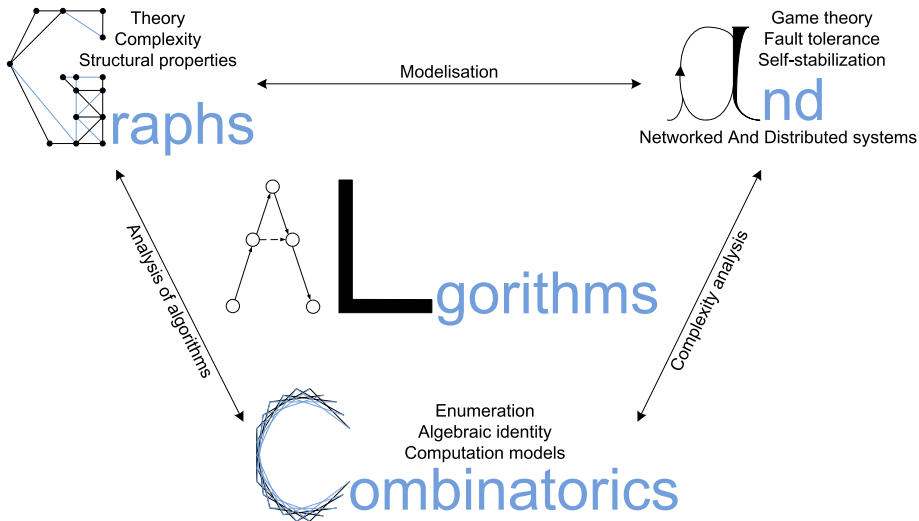 Theory
Complexity
Structural properties
Graphs
Modelisation
Game theory
Fault tolerance
Self-stabilization
and
Networked And Distributed systems
ALgorithms
Analysis of algorithms
Complexity analysis
Enumeration
Algebraic identity
Computation models
Combinatorics